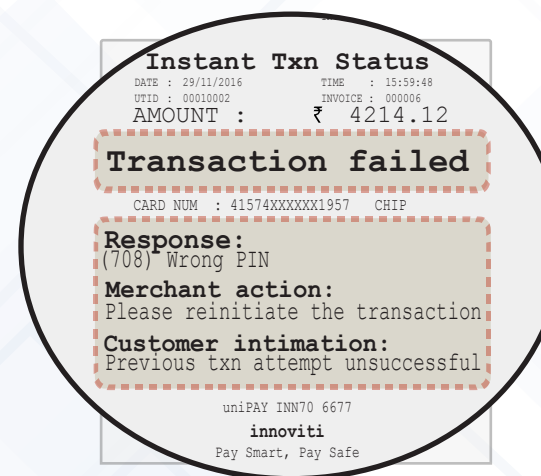 Instant Txn Status
DATE : 29/11/2016 TIME : 15:59:48
UTID : 00010002 INVOICE : 000006
AMOUNT : ₹ 4214.12
Transaction failed
CARD NUM : 41574XXXXXX1957 CHIP
Response:
(708) Wrong PIN
Merchant action:
Please reinitiate the transaction
Customer intimation:
Previous txn attempt unsuccessful
uniPAY INN70 6677
innoviti
Pay Smart, Pay Safe